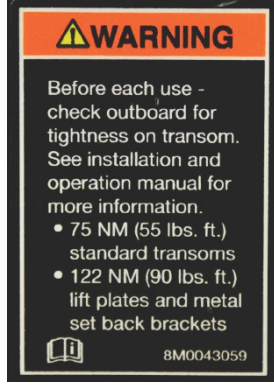 WARNING
Before each use -
check outboard for
tightness on transom.
See installation and
operation manual for
more information.
• 75 NM (55 lbs. ft.)
standard transoms
• 122 NM (90 lbs. ft.)
lift plates and metal
set back brackets
8M0043059